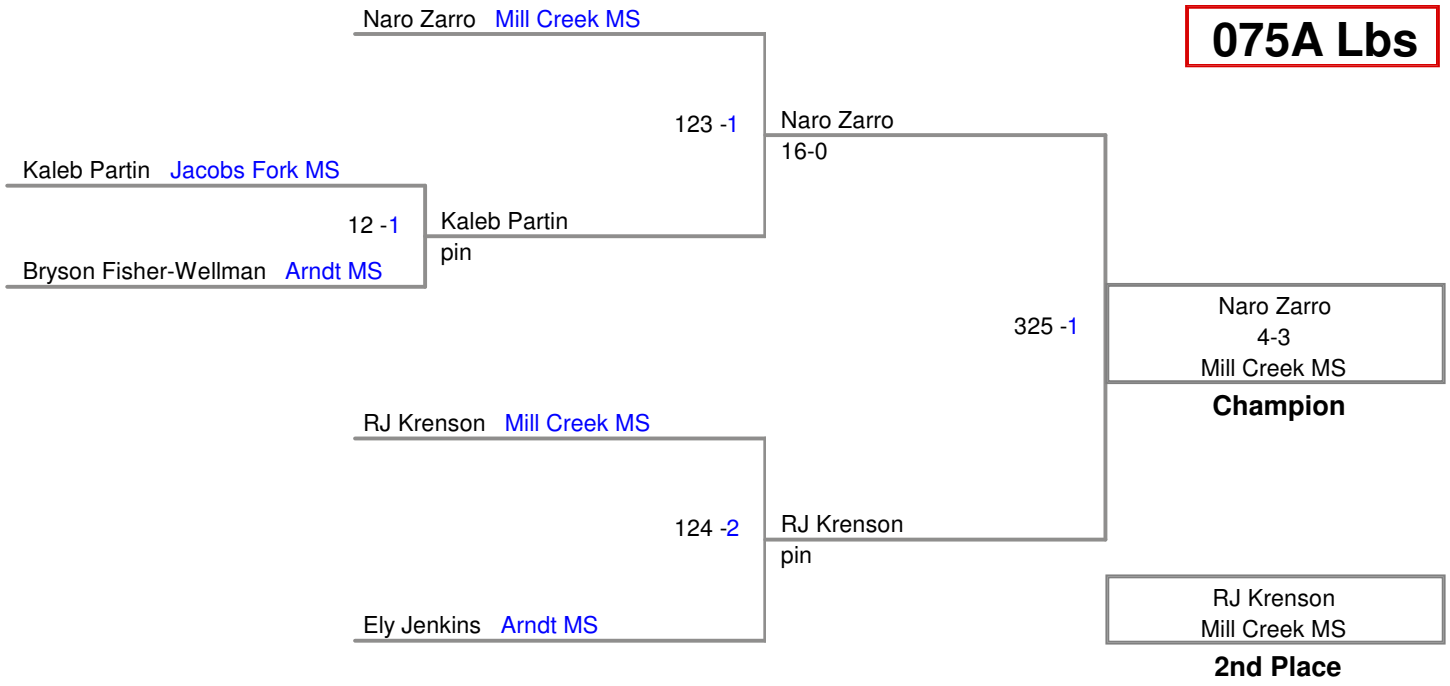 Naro Zarro Mill Creek MS
075A Lbs
123 -1
Naro Zarro
16-0
Kaleb Partin Jacobs Fork MS
12 -1
Kaleb Partin
pin
Bryson Fisher-Wellman Arndt MS
325 -1
Naro Zarro
4-3
Mill Creek MS
Champion
RJ Krenson Mill Creek MS
124 -2
RJ Krenson
pin
Ely Jenkins Arndt MS
RJ Krenson
Mill Creek MS
2nd Place